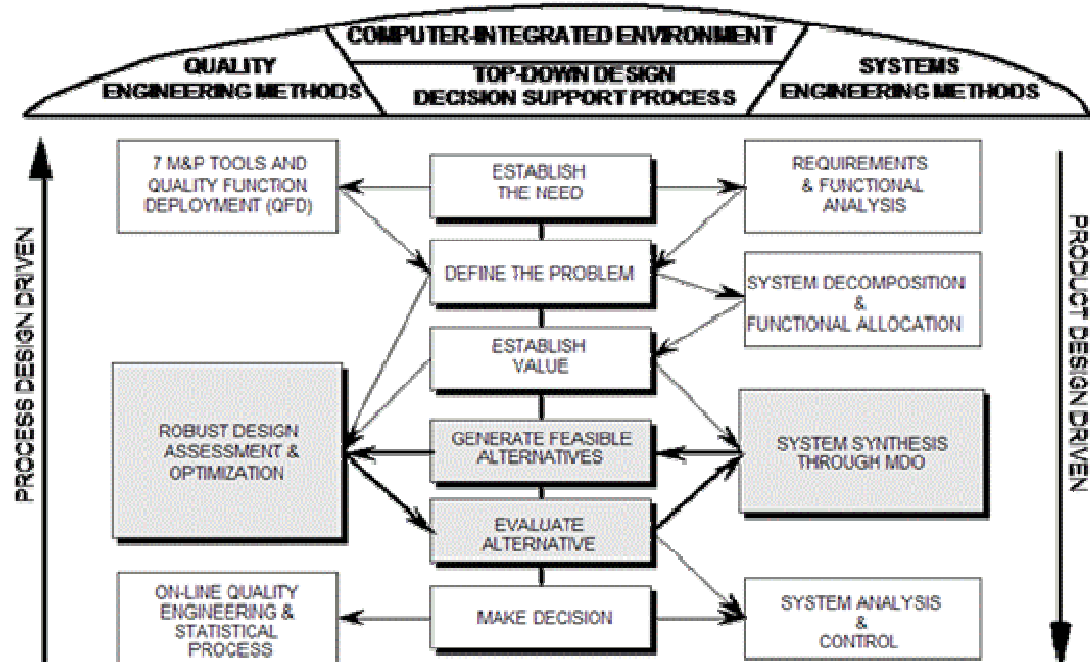 COMPUTER-INTEGRATED ENVIRONMENT
QUALITY
ENGINEERING METHODS
TOP-DOWN DESIGN
DECISION SUPPORT PROCESS
SYSTEMS
ENGINEERING METHODS
PROCESS DESIGN DRIVEN
7 M&P TOOLS AND
QUALITY FUNCTION
DEPLOYMENT (QFD)
ESTABLISH
THE NEED
REQUIREMENTS
& FUNCTIONAL
ANALYSIS
DEFINE THE PROBLEM
SYSTEM DECOMPOSITION
&
FUNCTIONAL ALLOCATION
ESTABLISH
VALUE
ROBUST DESIGN
ASSESSMENT &
OPTIMIZATION
GENERATE FEASIBLE
ALTERNATIVES
SYSTEM SYNTHESIS
THROUGH MDO
EVALUATE
ALTERNATIVE
ON-LINE QUALITY
ENGINEERING &
STATISTICAL
PROCESS
MAKE DECISION
SYSTEM ANALYSIS
&
CONTROL
PRODUCT DESIGN DRIVEN